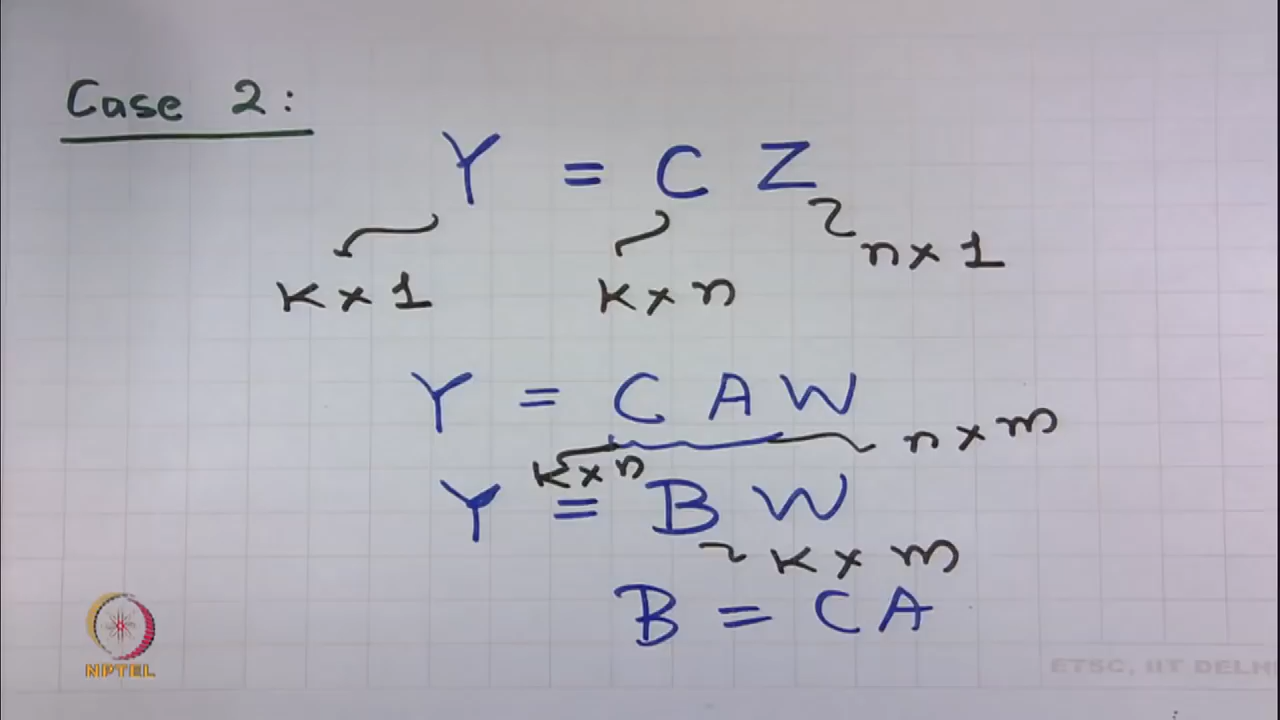 Case 2:
Y = C Z
n x 1
k x 1 k x n
Y = C A W
n x m
k x n
Y = B W
k x m
B = C A
NPTEL
ETSC, IIT DELHI